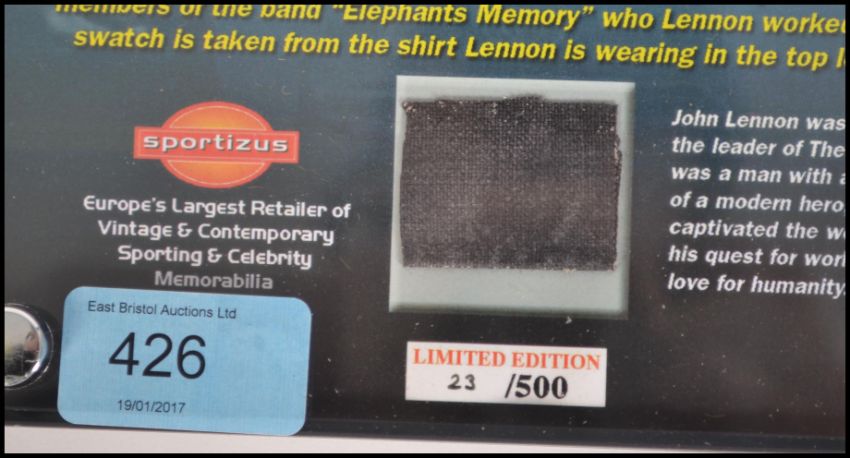 members of the band "Elephants Memory" who Lennon worked
swatch is taken from the shirt Lennon is wearing in the top
sportizus
Europe's Largest Retailer of
Vintage & Contemporary
Sporting & Celebrity
Memorabilia
John Lennon was
the leader of The
was a man with a
of a modern hero
captivated the
his quest for
love for humanity
East Bristol Auctions Ltd
426
19/01/2017
LIMITED EDITION
23 /500